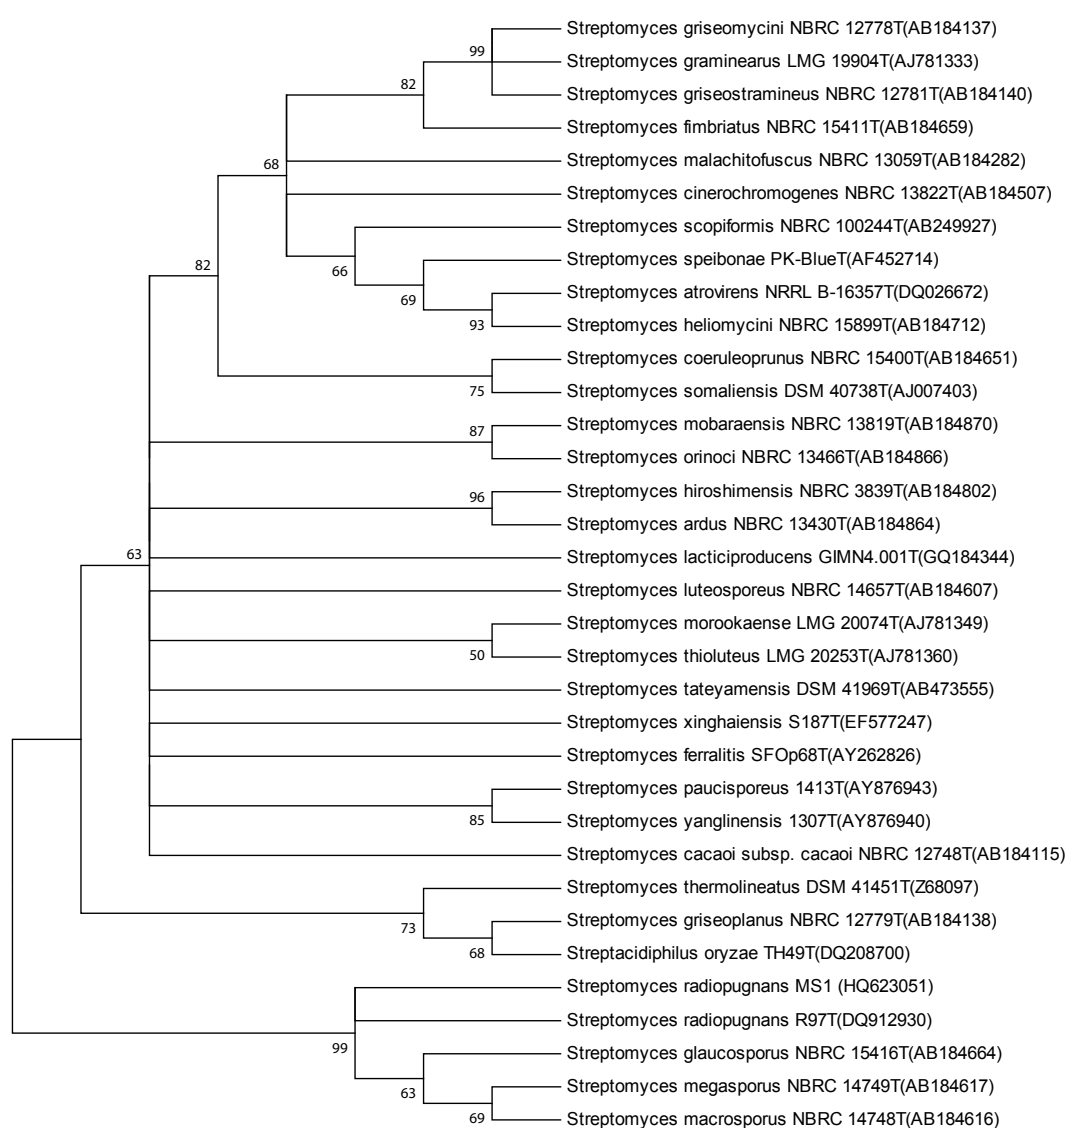 Streptomyces griseomycini NBRC 12778T(AB184137)
99
Streptomyces graminearus LMG 19904T(AJ781333)
82
Streptomyces griseostramineus NBRC 12781T(AB184140)
Streptomyces fimbriatus NBRC 15411T(AB184659)
68
Streptomyces malachitofuscus NBRC 13059T(AB184282)
Streptomyces cinerochromogenes NBRC 13822T(AB184507)
Streptomyces scopiformis NBRC 100244T(AB249927)
82
66
Streptomyces speibonae PK-BlueT(AF452714)
69
Streptomyces atrovirens NRRL B-16357T(DQ026672)
93
Streptomyces heliomycini NBRC 15899T(AB184712)
Streptomyces coeruleoprunus NBRC 15400T(AB184651)
75
Streptomyces somaliensis DSM 40738T(AJ007403)
87
Streptomyces mobaraensis NBRC 13819T(AB184870)
Streptomyces orinoci NBRC 13466T(AB184866)
96
Streptomyces hiroshimensis NBRC 3839T(AB184802)
Streptomyces ardus NBRC 13430T(AB184864)
63
Streptomyces lacticiproducens GIMN4.001T(GQ184344)
Streptomyces luteosporeus NBRC 14657T(AB184607)
Streptomyces morookaense LMG 20074T(AJ781349)
50
Streptomyces thioluteus LMG 20253T(AJ781360)
Streptomyces tateyamensis DSM 41969T(AB473555)
Streptomyces xinghaiensis S187T(EF577247)
Streptomyces ferralitis SFOp68T(AY262826)
Streptomyces paucisporeus 1413T(AY876943)
85
Streptomyces yanglinensis 1307T(AY876940)
Streptomyces cacaoi subsp. cacaoi NBRC 12748T(AB184115)
Streptomyces thermolineatus DSM 41451T(Z68097)
73
Streptomyces griseoplanus NBRC 12779T(AB184138)
68
Streptacidiphilus oryzae TH49T(DQ208700)
Streptomyces radiopugnans MS1 (HQ623051)
Streptomyces radiopugnans R97T(DQ912930)
99
Streptomyces glaucosporus NBRC 15416T(AB184664)
63
Streptomyces megasporus NBRC 14749T(AB184617)
69
Streptomyces macrosporus NBRC 14748T(AB184616)